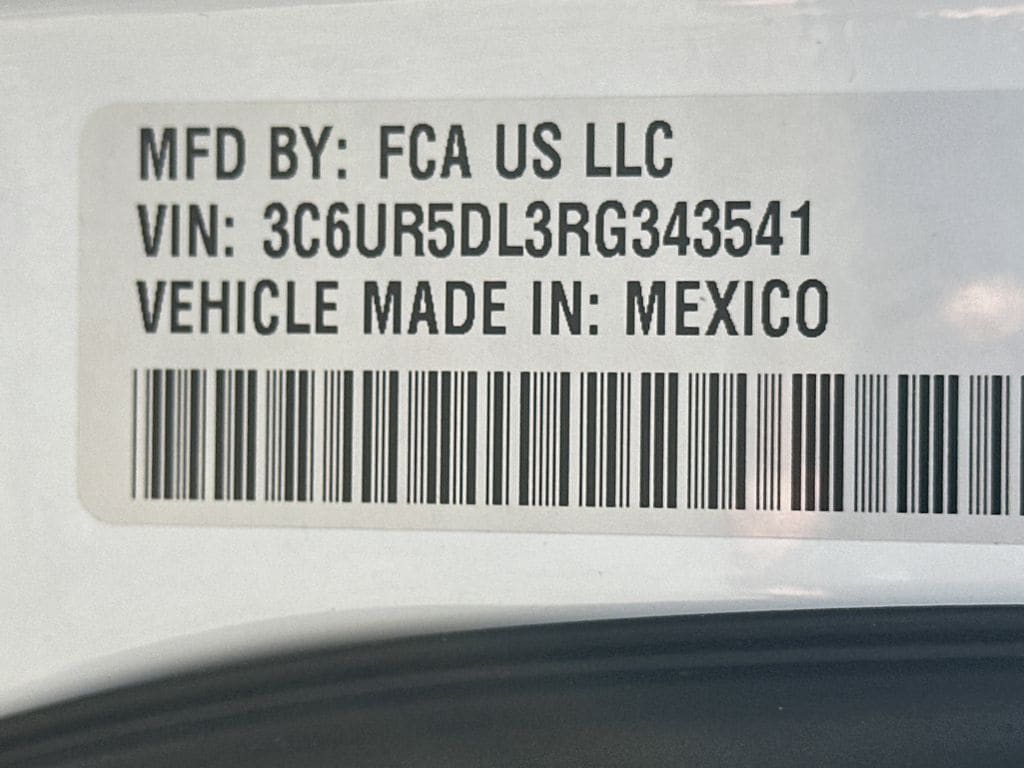 MFD BY: FCA US LLC
VIN: 3C6UR5DL3RG343541
VEHICLE MADE IN: MEXICO